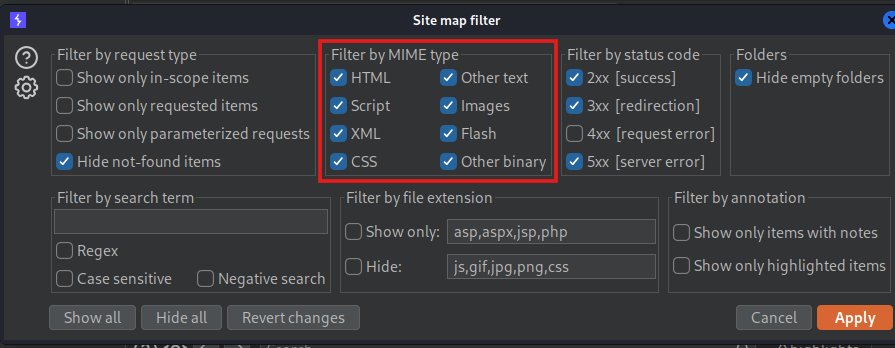 Site map filter
Filter by request type
Show only in-scope items
Show only requested items
Show only parameterized requests
Hide not-found items
Filter by MIME type
HTML
Other text
Script
Images
XML
Flash
CSS
Other binary
Filter by status code
2xx [success]
3xx [redirection]
4xx [request error]
5xx [server error]
Folders
Hide empty folders
Filter by search term
Regex
Case sensitive
Negative search
Filter by file extension
Show only: asp,aspx,jsp,php
Hide: js,gif,jpg,png,css
Filter by annotation
Show only items with notes
Show only highlighted items
Show all
Hide all
Revert changes
Cancel
Apply